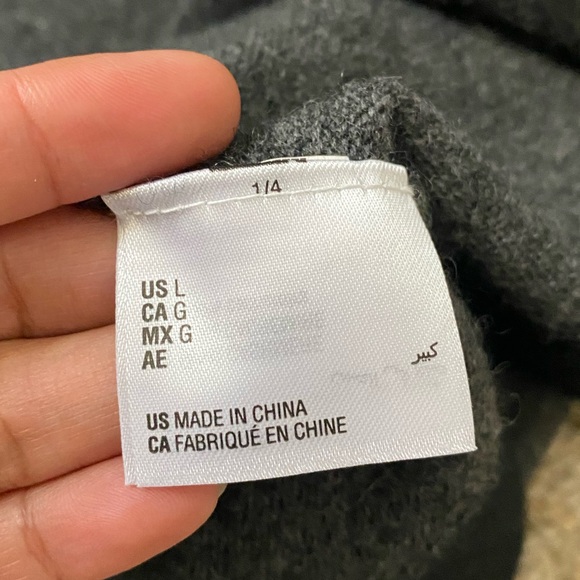 1/4
US L
CA G
MX G
AE كبير
US MADE IN CHINA
CA FABRIQUÉ EN CHINE